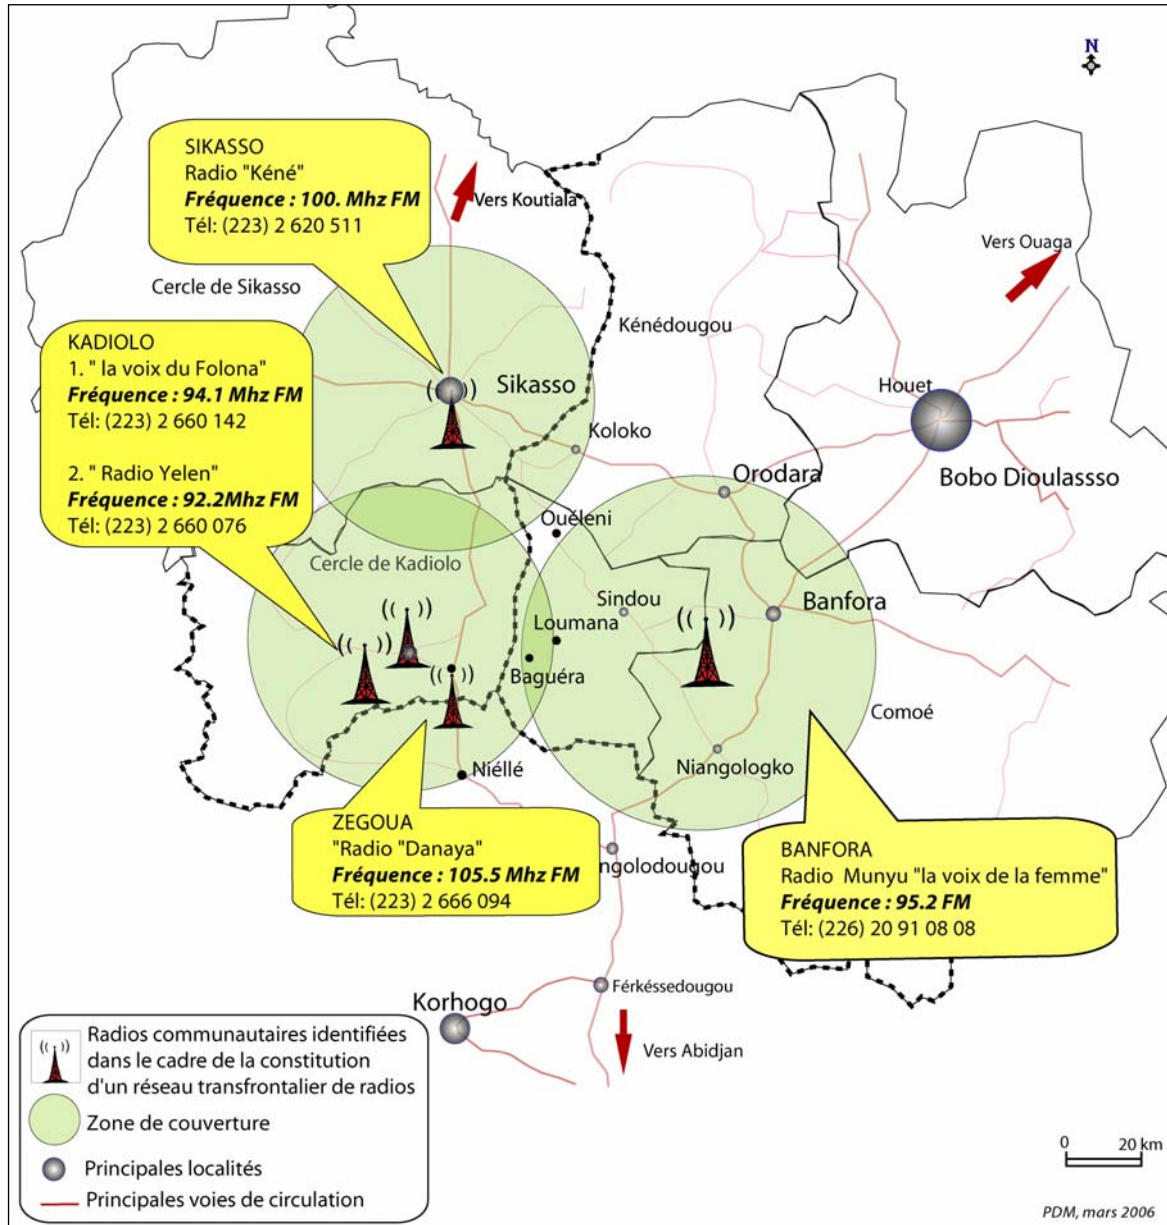 N
SIKASSO
Radio "Kéné"
Fréquence : 100. Mhz FM
Tél: (223) 2 620 511
Vers Koutiala
Vers Ouaga
Cercle de Sikasso
Kénédougou
KADIOLO
1. " la voix du Folona"
Fréquence : 94.1 Mhz FM
Tél: (223) 2 660 142
2. " Radio Yelen"
Fréquence : 92.2Mhz FM
Tél: (223) 2 660 076
Sikasso
Houet
Koloko
Orodara
Bobo Dioulassso
Ouéleni
Cercle de Kadiolo
Sindou
Banfora
Loumana
Baguéra
Comoé
Niangologko
Niéllé
ZEGOUA
"Radio "Danaya"
Fréquence : 105.5 Mhz FM
Tél: (223) 2 666 094
ngolodougou
BANFORA
Radio Munyu "la voix de la femme"
Fréquence : 95.2 FM
Tél: (226) 20 91 08 08
Korhogo
Férkéssedougou
Vers Abidjan
Radios communautaires identifiées
dans le cadre de la constitution
d'un réseau transfrontalier de radios
Zone de couverture
Principales localités
Principales voies de circulation
0 20 km
PDM, mars 2006